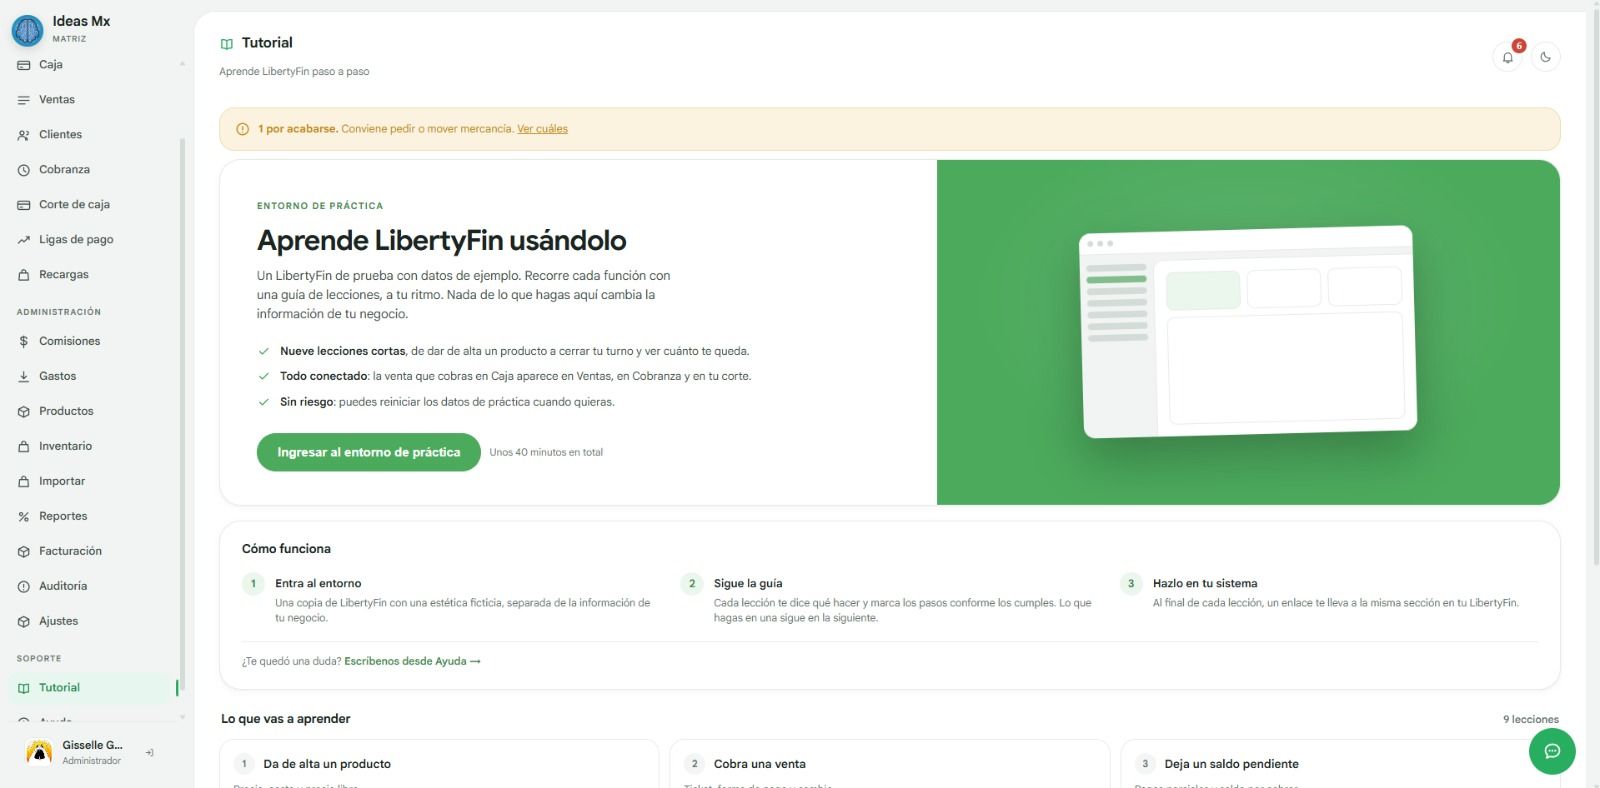 Ideas Mx
MATRIZ
Caja
Ventas
Clientes
Cobranza
Corte de caja
Ligas de pago
Recargas
ADMINISTRACIÓN
Comisiones
Gastos
Productos
Inventario
Importar
Reportes
Facturación
Auditoría
Ajustes
SOPORTE
Tutorial
Ayuda
Gisselle G...
Administrador
Tutorial
Aprende LibertyFin paso a paso
6
1 por acabarse. Conviene pedir o mover mercancía. Ver cuáles
ENTORNO DE PRÁCTICA
Aprende LibertyFin usándolo
Un LibertyFin de prueba con datos de ejemplo. Recorre cada función con
una guía de lecciones, a tu ritmo. Nada de lo que hagas aquí cambia la
información de tu negocio.
Nueve lecciones cortas, de dar de alta un producto a cerrar tu turno y ver cuánto te queda.
Todo conectado: la venta que cobras en Caja aparece en Ventas, en Cobranza y en tu corte.
Sin riesgo: puedes reiniciar los datos de práctica cuando quieras.
Ingresar al entorno de práctica
Unos 40 minutos en total
Cómo funciona
1 Entra al entorno
Una copia de LibertyFin con una estética ficticia, separada de la información de
tu negocio.
2 Sigue la guía
Cada lección te dice qué hacer y marca los pasos conforme los cumples. Lo que
hagas en una sigue en la siguiente.
3 Hazlo en tu sistema
Al final de cada lección, un enlace te lleva a la misma sección en tu LibertyFin.
¿Te quedó una duda? Escríbenos desde Ayuda →
Lo que vas a aprender
9 lecciones
1 Da de alta un producto
2 Cobra una venta
3 Deja un saldo pendiente